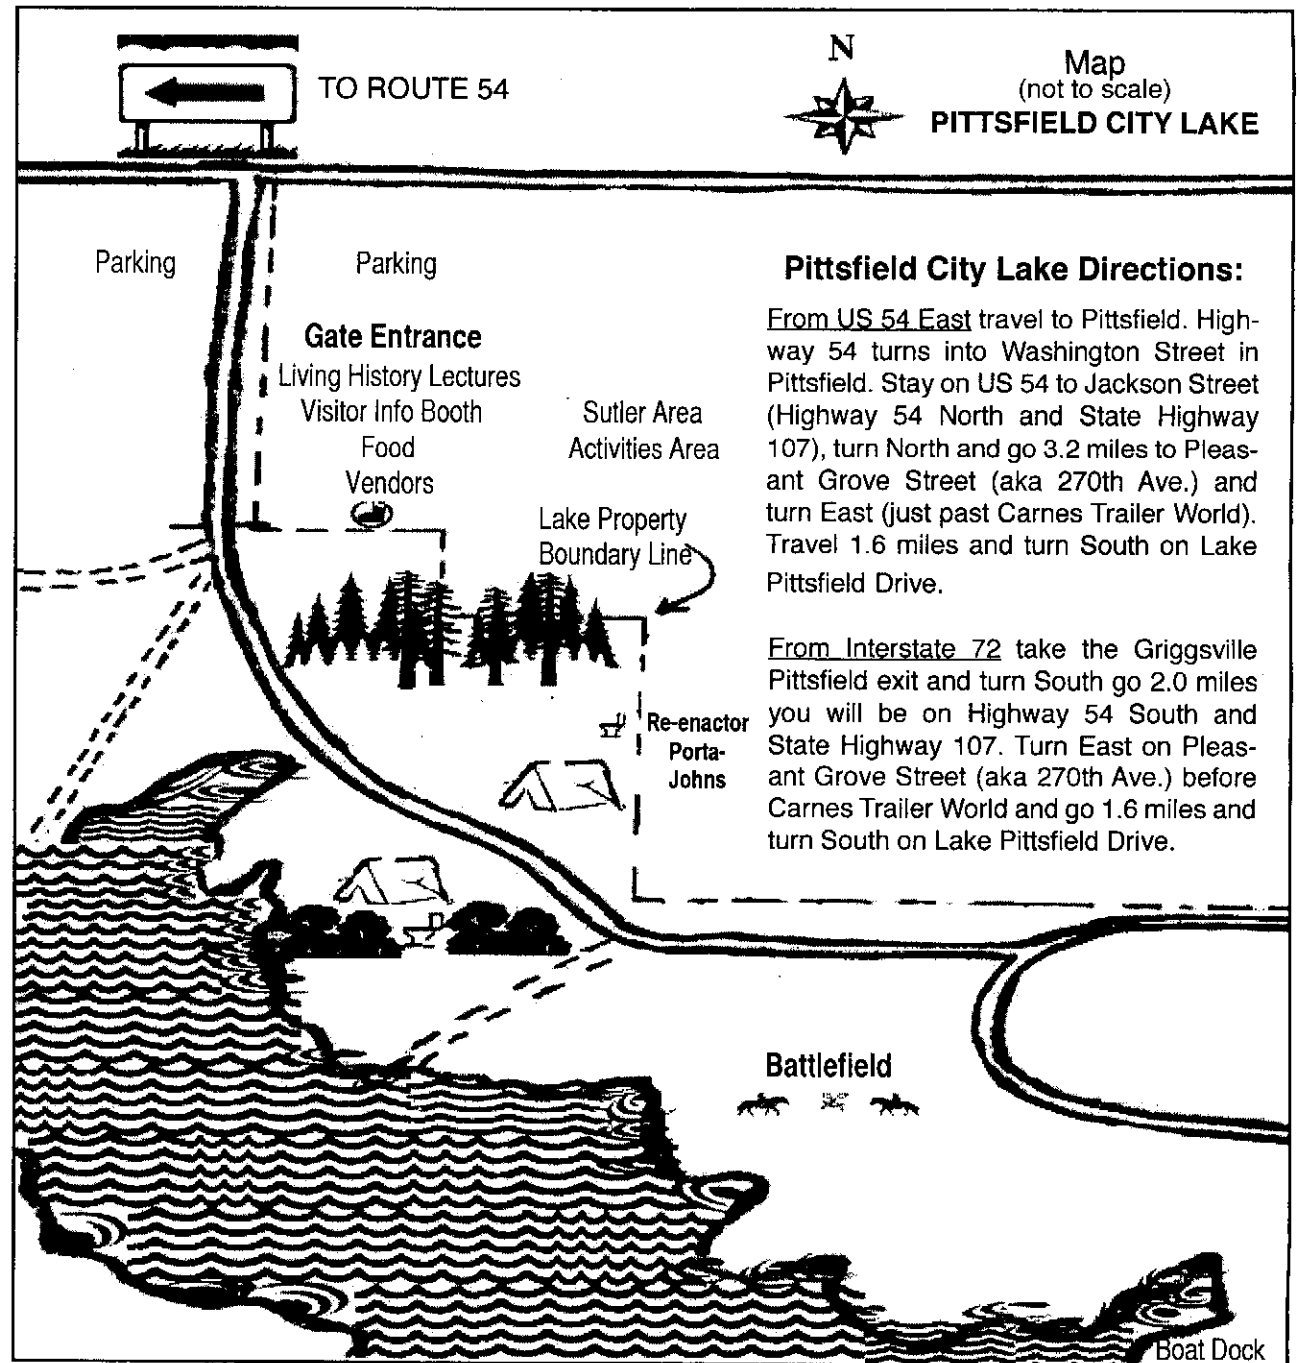 TO ROUTE 54
N
Map
(not to scale)
PITTSFIELD CITY LAKE
Parking
Parking
Gate Entrance
Living History Lectures
Visitor Info Booth
Food
Vendors
Sutler Area
Activities Area
Lake Property
Boundary Line
Pittsfield City Lake Directions:
From US 54 East travel to Pittsfield. High-
way 54 turns into Washington Street in
Pittsfield. Stay on US 54 to Jackson Street
(Highway 54 North and State Highway
107), turn North and go 3.2 miles to Pleas-
ant Grove Street (aka 270th Ave.) and
turn East (just past Carnes Trailer World).
Travel 1.6 miles and turn South on Lake
Pittsfield Drive.
From Interstate 72 take the Griggsville
Pittsfield exit and turn South go 2.0 miles
you will be on Highway 54 South and
State Highway 107. Turn East on Pleas-
ant Grove Street (aka 270th Ave.) before
Carnes Trailer World and go 1.6 miles and
turn South on Lake Pittsfield Drive.
Re-enactor
Porta-
Johns
Battlefield
Boat Dock